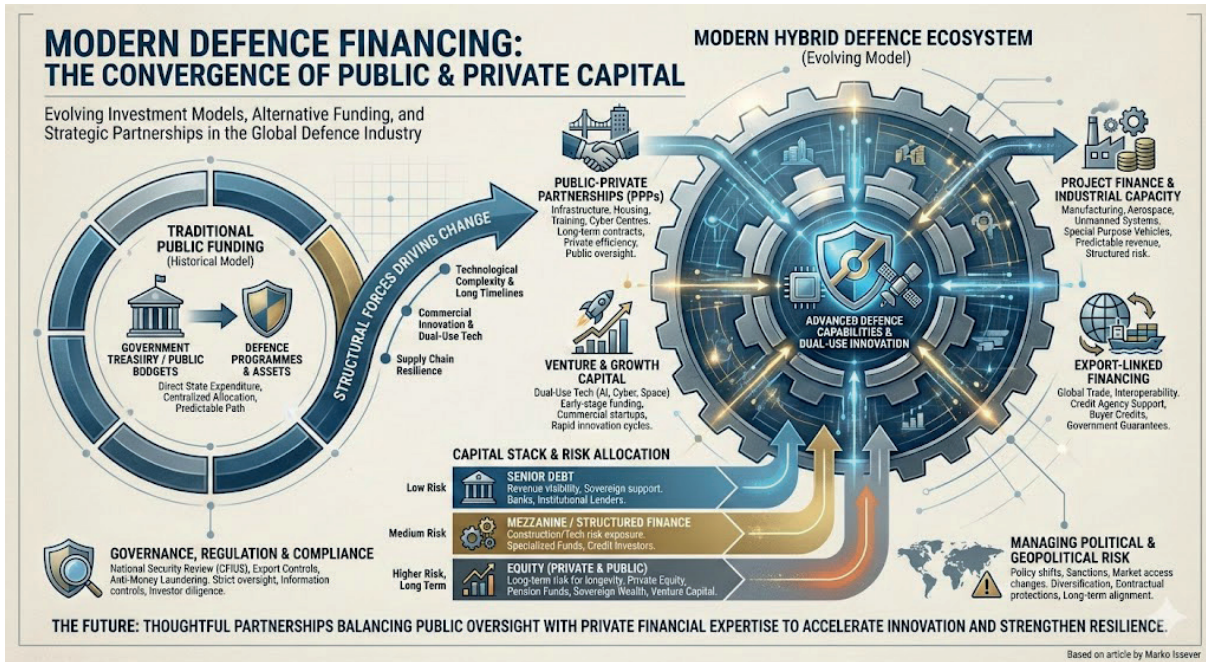 MODERN DEFENCE FINANCING:
THE CONVERGENCE OF PUBLIC & PRIVATE CAPITAL
Evolving Investment Models, Alternative Funding, and
Strategic Partnerships in the Global Defence Industry
TRADITIONAL
PUBLIC FUNDING
(Historical Model)
GOVERNMENT
TREASIIRY / PUBLIC
BODGETS
DEFENCE
PROGRAMMES
& ASSETS
Direct State Expenditure,
Centralized Allocation,
Predictable Path
STRUCTURAL FORCES DRIVING CHANGE
Technological
Complexity &
Long Timelines
Commercial
Innovation &
Dual-Use Tech
Supply Chain
Resilience
MODERN HYBRID DEFENCE ECOSYSTEM
(Evolving Model)
PUBLIC-PRIVATE
PARTNERSHIPS (PPPs)
Infrastructure, Housing,
Training, Cyber Centres.
Long-term contracts,
Private efficiency,
Public oversight.
VENTURE & GROWTH
CAPITAL
Dual-Use Tech (AI, Cyber, Space)
Early-stage funding,
Commercial startups,
Rapid innovation cycles.
ADVANCED DEFENCE
CAPABILITIES &
DUAL-USE INNOVATION
PROJECT FINANCE &
INDUSTRIAL CAPACITY
Manufacturing, Aerospace,
Unmanned Systems,
Special Purpose Vehicles,
Predictable revenue,
Structured risk.
EXPORT-LINKED
FINANCING
Global Trade, Interoperability.
Credit Agency Support,
Buyer Credits,
Government Guarantees.
CAPITAL STACK & RISK ALLOCATION
Low Risk
SENIOR DEBT
Revenue visibility, Sovereign support.
Banks, Institutional Lenders.
Medium Risk
MEZZANINE / STRUCTURED FINANCE
Construction/Tech risk exposure.
Specialized Funds, Credit Investors.
Higher Risk,
Long Term
EQUITY (PRIVATE & PUBLIC)
Long-term risk for longevity, Private Equity,
Pension Funds, Sovereign Wealth, Venture Capital.
GOVERNANCE, REGULATION & COMPLIANCE
National Security Review (CFIUS), Export Controls,
Anti-Money Laundering. Strict oversight, Information
controls, Investor diligence.
MANAGING POLITICAL &
GEOPOLITICAL RISK
Policy shifts, Sanctions, Market access
changes. Diversification, Eontractual
protections, Long-term alignment.
THE FUTURE: THOUGHTFUL PARTNERSHIPS BALANCING PUBLIC OVERSIGHT WITH PRIVATE FINANCIAL EXPERTISE TO ACCELERATE INNOVATION AND STRENGTHEN RESILIENCE.
Based on article by Marko Issever